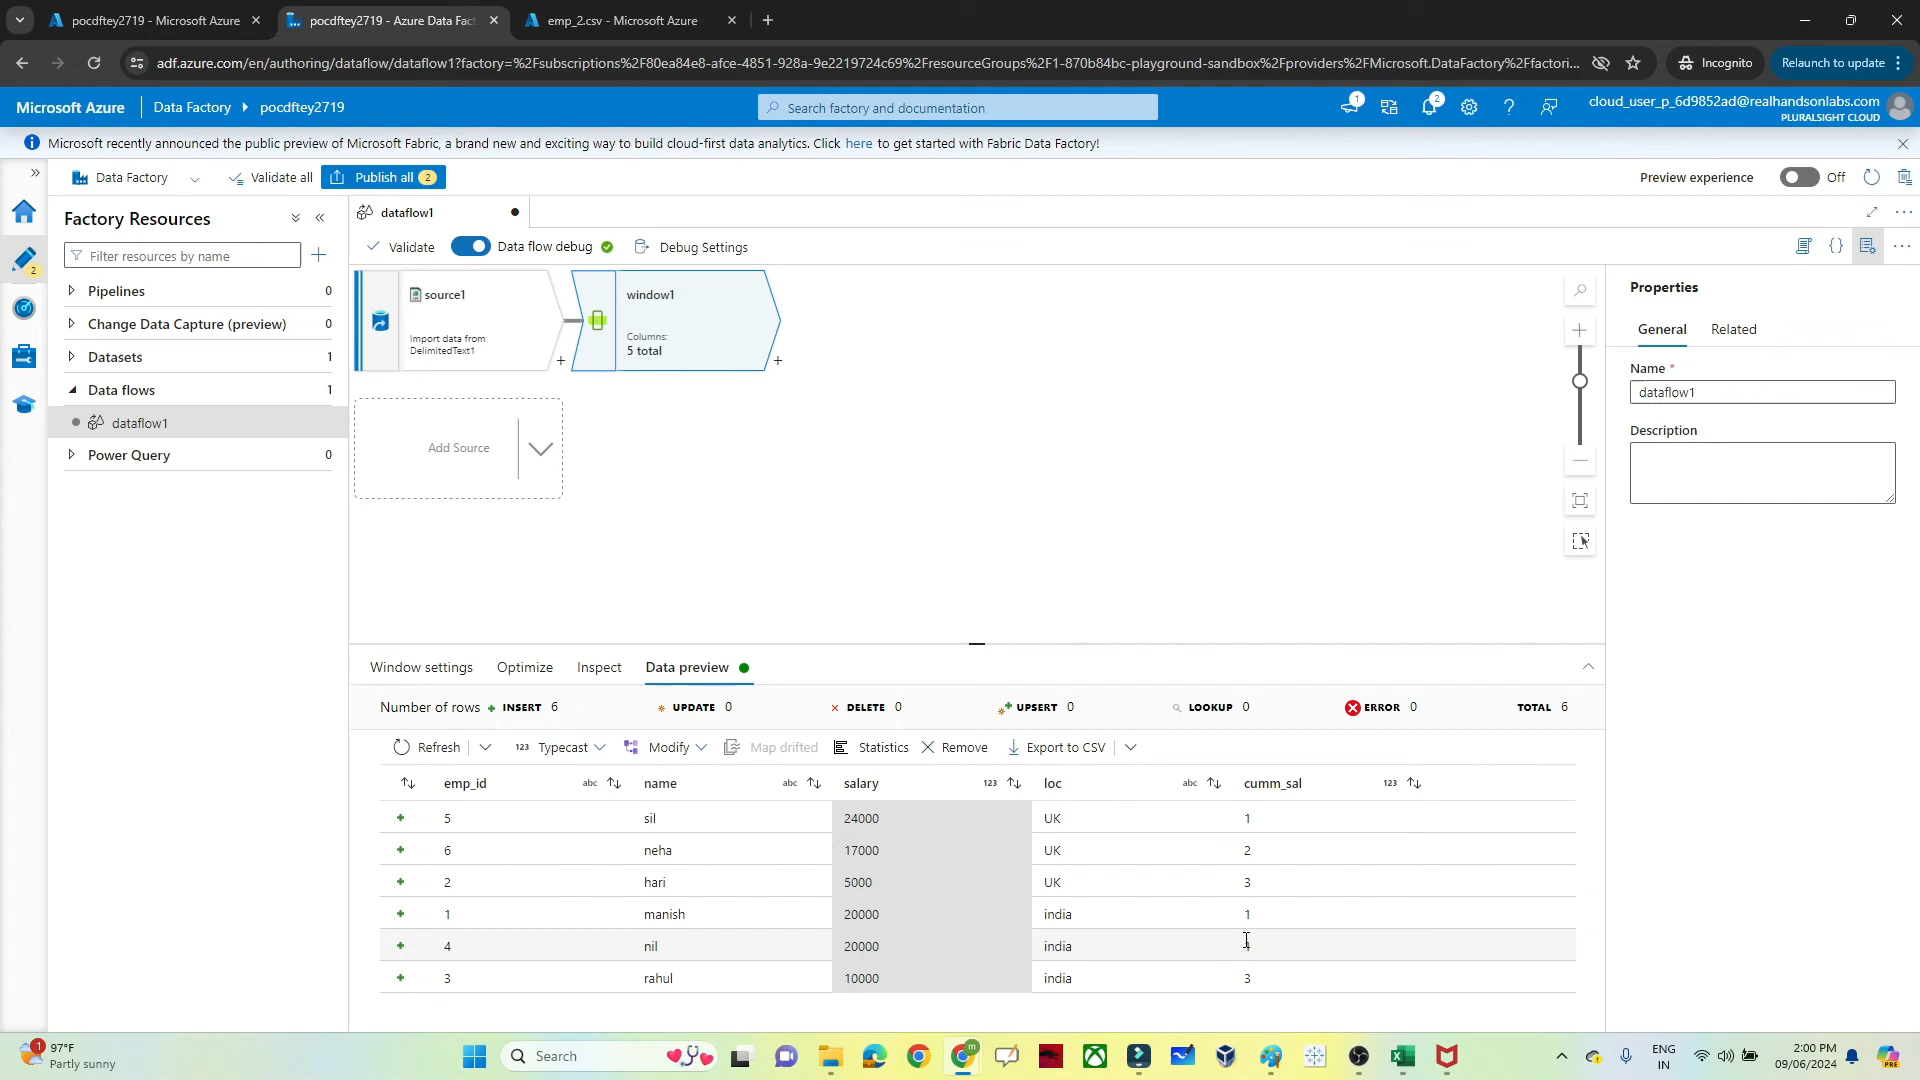 pocdftey2719 - Microsoft Azure
pocdftey2719 - Azure Data Fact
emp_2.csv - Microsoft Azure
adf.azure.com/en/authoring/dataflow/dataflow1?factory=%2Fsubscriptions%2F80ea84e8-afce-4851-928a-9e2219724c69%2FresourceGroups%2F1-870b84bc-playground-sandbox%2Fproviders%2FMicrosoft.DataFactory%2Ffactori...
Incognito
Relaunch to update
Microsoft Azure
Data Factory
pocdftey2719
Search factory and documentation
1
2
cloud_user_p_6d9852ad@realhandsonlabs.com
PLURALSIGHT CLOUD
Microsoft recently announced the public preview of Microsoft Fabric, a brand new and exciting way to build cloud-first data analytics. Click here to get started with Fabric Data Factory!
Data Factory
Validate all
Publish all 2
Preview experience
Off
2
Factory Resources
Filter resources by name
Pipelines 0
Change Data Capture (preview) 0
Datasets 1
Data flows 1
dataflow1
Power Query 0
dataflow1
Validate
Data flow debug
Debug Settings
source1
Import data from
DelimitedText1
window1
Columns:
5 total
Add Source
Properties
General
Related
Name *
dataflow1
Description
Window settings
Optimize
Inspect
Data preview
Number of rows INSERT 6 UPDATE 0 DELETE 0 UPSERT 0 LOOKUP 0 ERROR 0 TOTAL 6
Refresh
123 Typecast
Modify
Map drifted
Statistics
Remove
Export to CSV
emp_id abc name abc salary 123 loc abc cumm_sal 123
5 sil 24000 UK 1
6 neha 17000 UK 2
2 hari 5000 UK 3
1 manish 20000 india 1
4 nil 20000 india
3 rahul 10000 india 3
1
97°F
Partly sunny
Search
m
ENG
IN
2:00 PM
09/06/2024
PRE